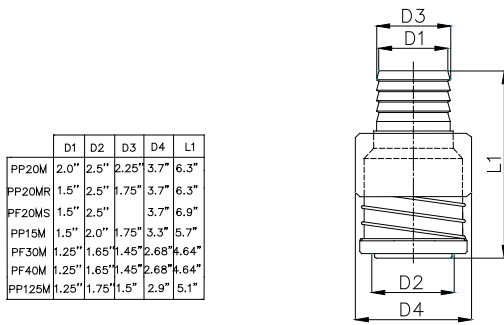 D3
D1
L1
D2
D4
D1 D2 D3 D4 L1
PP20M 2.0" 2.5" 2.25" 3.7" 6.3"
PP20MR 1.5" 2.5" 1.75" 3.7" 6.3"
PF20MS 1.5" 2.5" 3.7" 6.9"
PP15M 1.5" 2.0" 1.75" 3.3" 5.7"
PF30M 1.25" 1.65" 1.45" 2.68" 4.64"
PF40M 1.25" 1.65" 1.45" 2.68" 4.64"
PP125M 1.25" 1.75" 1.5" 2.9" 5.1"